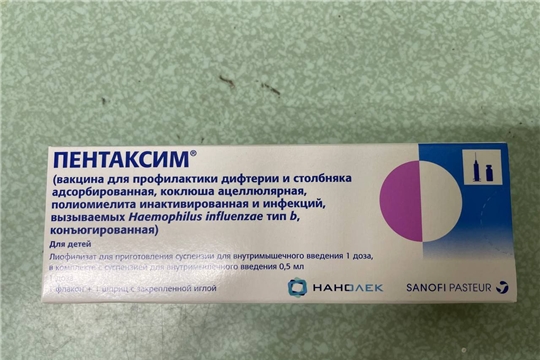 ПЕНТАКСИМ®
(вакцина для профилактики дифтерии и столбняка
адсорбированная, коклюша ацеллюлярная,
полиомиелита инактивированная и инфекций,
вызываемых Haemophilus influenzae тип b,
конъюгированная)
Для детей
Лиофилизат для приготовления суспензии для внутримышечного введения 1 доза,
в комплекте с суспензией для внутримышечного введения 0,5 мл
флакон + 1 шприц с закрепленной иглой
НАНОЛЕК SANOFI PASTEUR